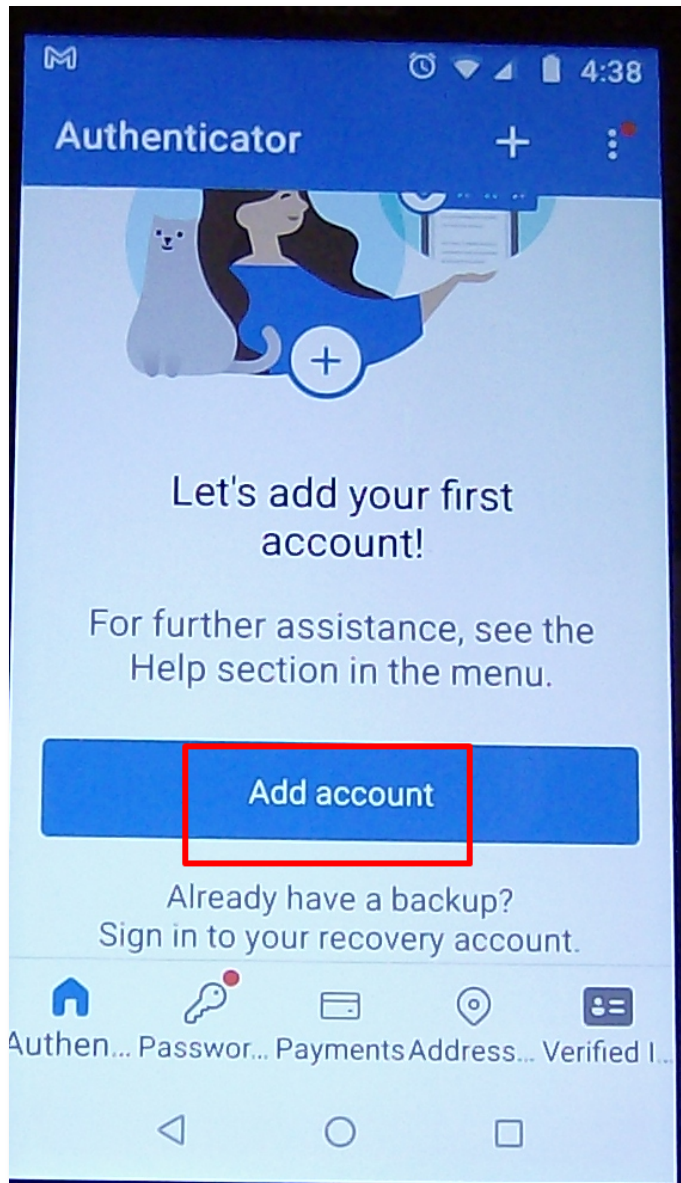 4:38
Authenticator
Let's add your first
account!
For further assistance, see the
Help section in the menu.
Add account
Already have a backup?
Sign in to your recovery account.
Authen... Passwor... Payments Address... Verified I...